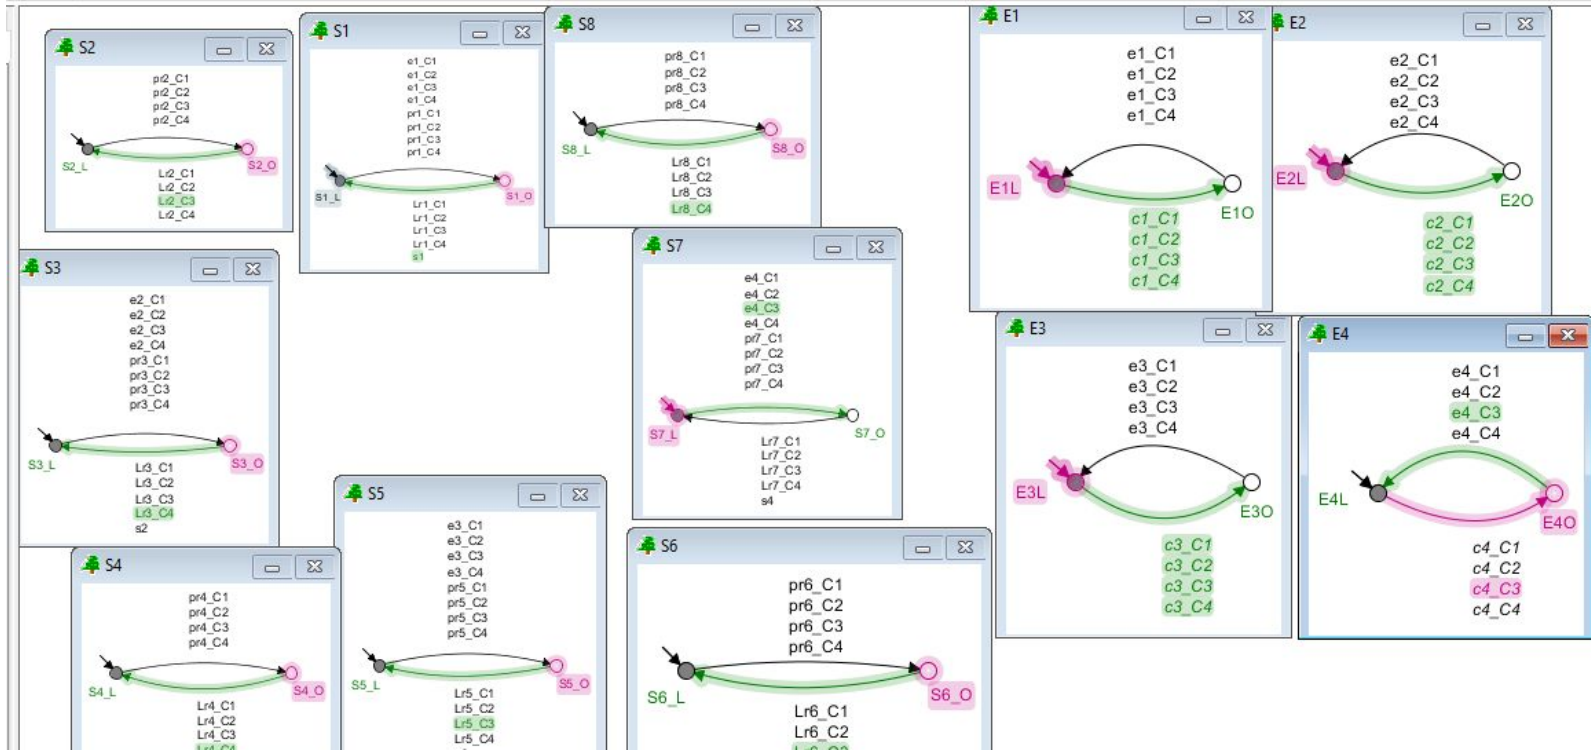 S2
pr2_C1
pr2_C2
pr2_C3
pr2_C4
S2_L
S2_O
Lr2_C1
Lr2_C2
Lr2_C3
Lr2_C4
S1
e1_C1
e1_C2
e1_C3
e1_C4
pr1_C1
pr1_C2
pr1_C3
pr1_C4
S1_L
S1_O
Lr1_C1
Lr1_C2
Lr1_C3
Lr1_C4
s1
S8
pr8_C1
pr8_C2
pr8_C3
pr8_C4
S8_L
S8_O
Lr8_C1
Lr8_C2
Lr8_C3
Lr8_C4
E1
e1_C1
e1_C2
e1_C3
e1_C4
E1L
E1O
c1_C1
c1_C2
c1_C3
c1_C4
E2
e2_C1
e2_C2
e2_C3
e2_C4
E2L
E2O
c2_C1
c2_C2
c2_C3
c2_C4
S3
e2_C1
e2_C2
e2_C3
e2_C4
pr3_C1
pr3_C2
pr3_C3
pr3_C4
S3_L
S3_O
Lr3_C1
Lr3_C2
Lr3_C3
Lr3_C4
s2
S7
e4_C1
e4_C2
e4_C3
e4_C4
pr7_C1
pr7_C2
pr7_C3
pr7_C4
S7_L
S7_O
Lr7_C1
Lr7_C2
Lr7_C3
Lr7_C4
s4
E3
e3_C1
e3_C2
e3_C3
e3_C4
E3L
E3O
c3_C1
c3_C2
c3_C3
c3_C4
E4
e4_C1
e4_C2
e4_C3
e4_C4
E4L
E4O
c4_C1
c4_C2
c4_C3
c4_C4
S4
pr4_C1
pr4_C2
pr4_C3
pr4_C4
S4_L
S4_O
Lr4_C1
Lr4_C2
Lr4_C3
Lr4_C4
S5
e3_C1
e3_C2
e3_C3
e3_C4
pr5_C1
pr5_C2
pr5_C3
pr5_C4
S5_L
S5_O
Lr5_C1
Lr5_C2
Lr5_C3
Lr5_C4
S6
pr6_C1
pr6_C2
pr6_C3
pr6_C4
S6_L
S6_O
Lr6_C1
Lr6_C2